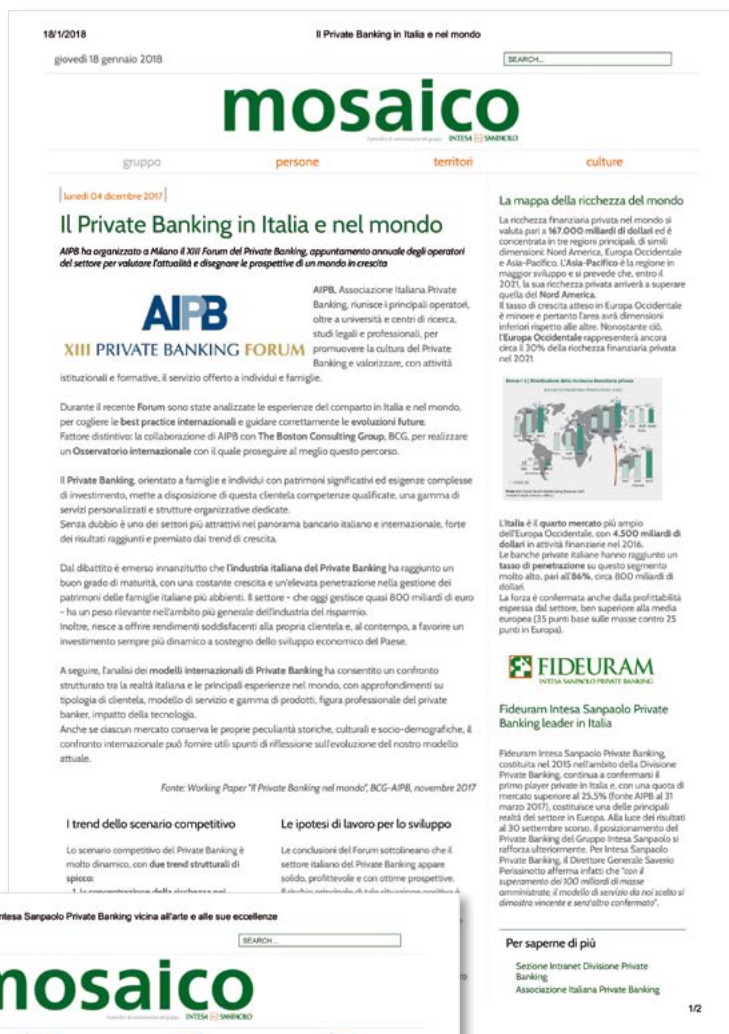 18/1/2018
Il Private Banking in Italia e nel mondo
giovedì 18 gennaio 2018
SEARCH...
mosaico
INTESA SANPAOLO
gruppo
persone
territori
culture
lunedì 04 dicembre 2017
Il Private Banking in Italia e nel mondo
AIPB ha organizzato a Milano il XIII Forum del Private Banking, appuntamento annuale degli operatori
del settore per valutare l'attualità e disegnare le prospettive di un mondo in crescita
AIPB
XIII PRIVATE BANKING FORUM
AIPB, Associazione Italiana Private
Banking, riunisce i principali operatori,
oltre a università e centri di ricerca,
studi legali e professionali, per
promuovere la cultura del Private
Banking e valorizzare, con attività
istituzionali e formative, il servizio offerto a individui e famiglie.
Durante il recente Forum sono state analizzate le esperienze del comparto in Italia e nel mondo,
per cogliere le best practice internazionali e guidare correttamente le evoluzioni future.
Fattore distintivo: la collaborazione di AIPB con The Boston Consulting Group, BCG, per realizzare
un Osservatorio internazionale con il quale proseguire al meglio questo percorso.
Il Private Banking, orientato a famiglie e individui con patrimoni significativi ed esigenze complesse
di investimento, mette a disposizione di questa clientela competenze qualificate, una gamma di
servizi personalizzati e strutture organizzative dedicate.
Senza dubbio è uno dei settori più attrattivi nel panorama bancario italiano e internazionale, forte
dei risultati raggiunti e premiato dai trend di crescita.
Dal dibattito è emerso innanzitutto che l'industria italiana del Private Banking ha raggiunto un
buon grado di maturità, con una costante crescita e un'elevata penetrazione nella gestione dei
patrimoni delle famiglie italiane più abbienti. Il settore - che oggi gestisce quasi 800 miliardi di euro
- ha un peso rilevante nell'ambito più generale dell'industria del risparmio.
Inoltre, riesce a offrire rendimenti soddisfacenti alla propria clientela e, al contempo, a favorire un
investimento sempre più dinamico a sostegno dello sviluppo economico del Paese.
A seguire, l'analisi dei modelli internazionali di Private Banking ha consentito un confronto
strutturato tra la realtà italiana e le principali esperienze nel mondo, con approfondimenti su
tipologia di clientela, modello di servizio e gamma di prodotti, figura professionale del private
banker, impatto della tecnologia.
Anche se ciascun mercato conserva le proprie peculiarità storiche, culturali e socio-demografiche, il
confronto internazionale può fornire utili spunti di riflessione sull'evoluzione del nostro modello
attuale.
Fonte: Working Paper "Il Private Banking nel mondo", BCG-AIPB, novembre 2017
I trend dello scenario competitivo
Lo scenario competitivo del Private Banking è
molto dinamico, con due trend strutturali di
spicco:
1. la concentrazione della ricchezza nei
Le ipotesi di lavoro per lo sviluppo
Le conclusioni del Forum sottolineano che il
settore italiano del Private Banking appare
solido, profittevole e con ottime prospettive.
Il rischio principale di tale situazione positiva è
La mappa della ricchezza del mondo
La ricchezza finanziaria privata nel mondo si
valuta pari a 167.000 miliardi di dollari ed è
concentrata in tre regioni principali, di simili
dimensioni: Nord America, Europa Occidentale
e Asia-Pacifico. L'Asia-Pacifico è la regione in
maggior sviluppo e si prevede che, entro il
2021, la sua ricchezza privata arriverà a superare
quella del Nord America.
Il tasso di crescita atteso in Europa Occidentale
è minore e pertanto l'area avrà dimensioni
inferiori rispetto alle altre. Nonostante ciò,
l'Europa Occidentale rappresenterà ancora
circa il 30% della ricchezza finanziaria privata
nel 2021.
L'Italia è il quarto mercato più ampio
dell'Europa Occidentale, con 4.500 miliardi di
dollari in attività finanziarie nel 2016.
Le banche private italiane hanno raggiunto un
tasso di penetrazione su questo segmento
molto alto, pari all'86%, circa 800 miliardi di
dollari.
La forza è confermata anche dalla profittabilità
espressa dal settore, ben superiore alla media
europea (35 punti base sulle masse contro 25
punti in Europa).
FIDEURAM
INTESA SANPAOLO PRIVATE BANKING
Fideuram Intesa Sanpaolo Private
Banking leader in Italia
Fideuram Intesa Sanpaolo Private Banking,
costituita nel 2015 nell'ambito della Divisione
Private Banking, continua a confermarsi il
primo player private in Italia e, con una quota di
mercato superiore al 25,5% (fonte AIPB al 31
marzo 2017), costituisce una delle principali
realtà del settore in Europa. Alla luce dei risultati
al 30 settembre scorso, il posizionamento del
Private Banking del Gruppo Intesa Sanpaolo si
rafforza ulteriormente. Per Intesa Sanpaolo
Private Banking, il Direttore Generale Saverio
Perissinotto afferma infatti che "con il
superamento dei 100 miliardi di masse
amministrate, il modello di servizio da noi scelto si
dimostra vincente e senz'altro confermato".
Per saperne di più
Sezione Intranet Divisione Private
Banking
Associazione Italiana Private Banking
1/2
ntesa Sanpaolo Private Banking vicina all'arte e alle sue eccellenze
SEARCH...
mosaico
INTESA SANPAOLO